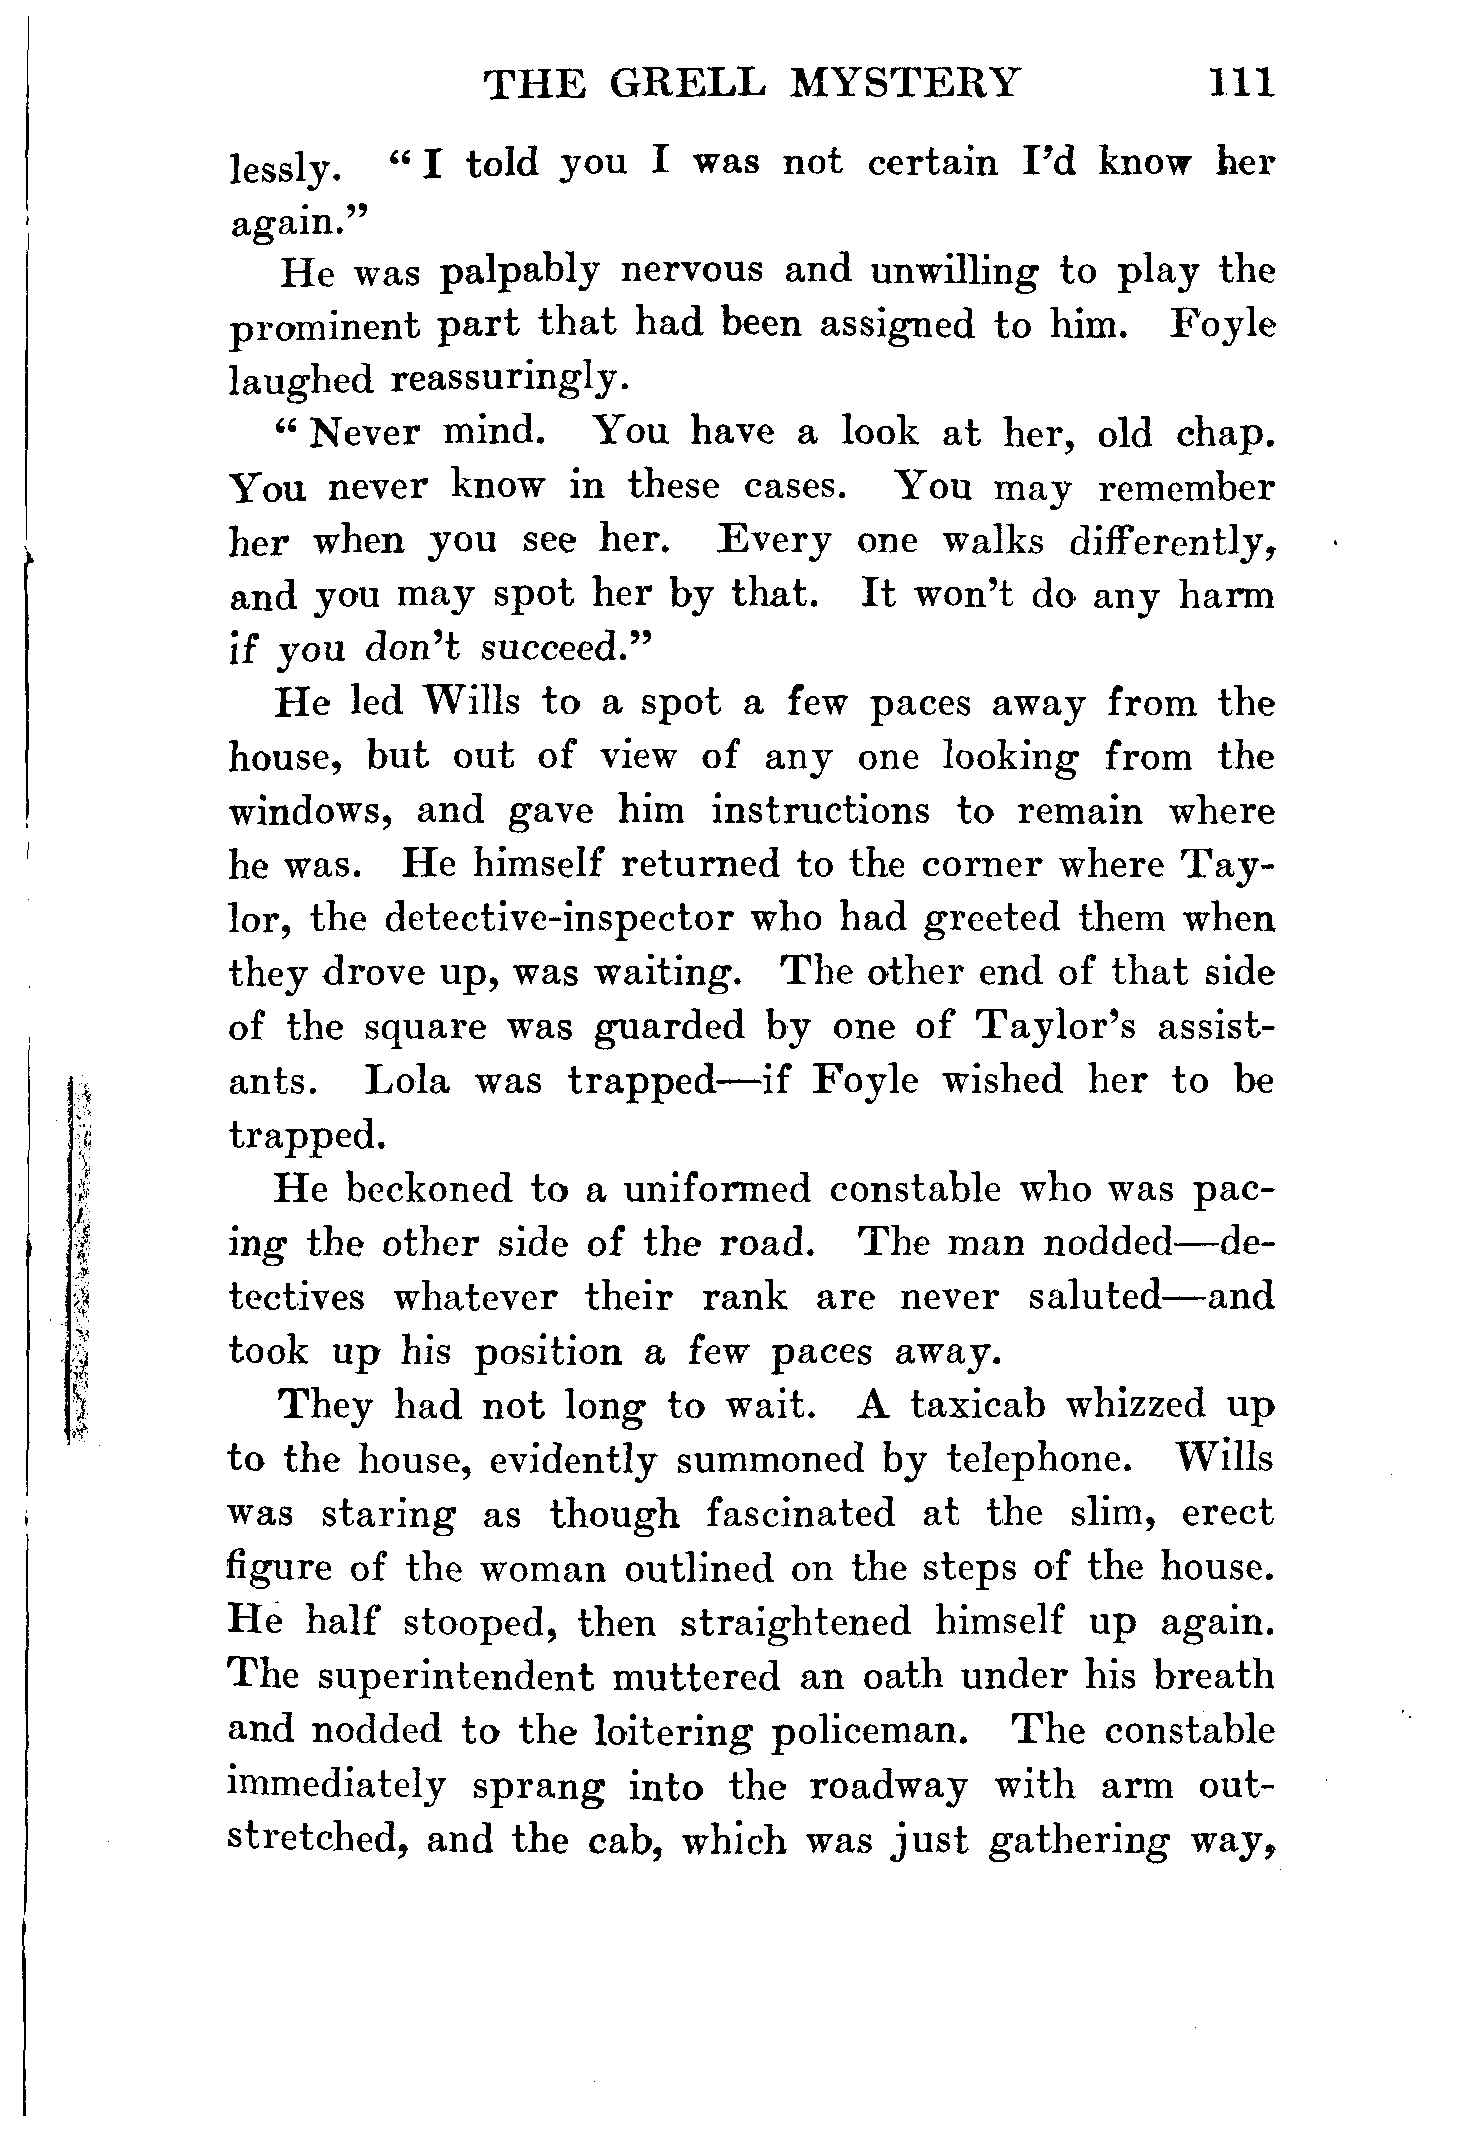 THE GRELL MYSTERY 111
lessly. “I told you I was not certain I’d know her
again.”
He was palpably nervous and unwilling to play the
prominent part that had been assigned to him. Foyle
laughed reassuringly.
“Never mind. You have a look at her, old chap.
You never know in these cases. You may remember
her when you see her. Every one walks differently,
and you may spot her by that. It won’t do any harm
if you don’t succeed.”
He led Wills to a spot a few paces away from the
house, but out of view of any one looking from the
windows, and gave him instructions to remain where
he was. He himself returned to the corner where Tay-
lor, the detective-inspector who had greeted them when
they drove up, was waiting. The other end of that side
of the square was guarded by one of Taylor’s assist-
ants. Lola was trapped—if Foyle wished her to be
trapped.
He beckoned to a uniformed constable who was pac-
ing the other side of the road. The man nodded—de-
tectives whatever their rank are never saluted—and
took up his position a few paces away.
They had not long to wait. A taxicab whizzed up
to the house, evidently summoned by telephone. Wills
was staring as though fascinated at the slim, erect
figure of the woman outlined on the steps of the house.
He half stooped, then straightened himself up again.
The superintendent muttered an oath under his breath
and nodded to the loitering policeman. The constable
immediately sprang into the roadway with arm out-
stretched, and the cab, which was just gathering way,